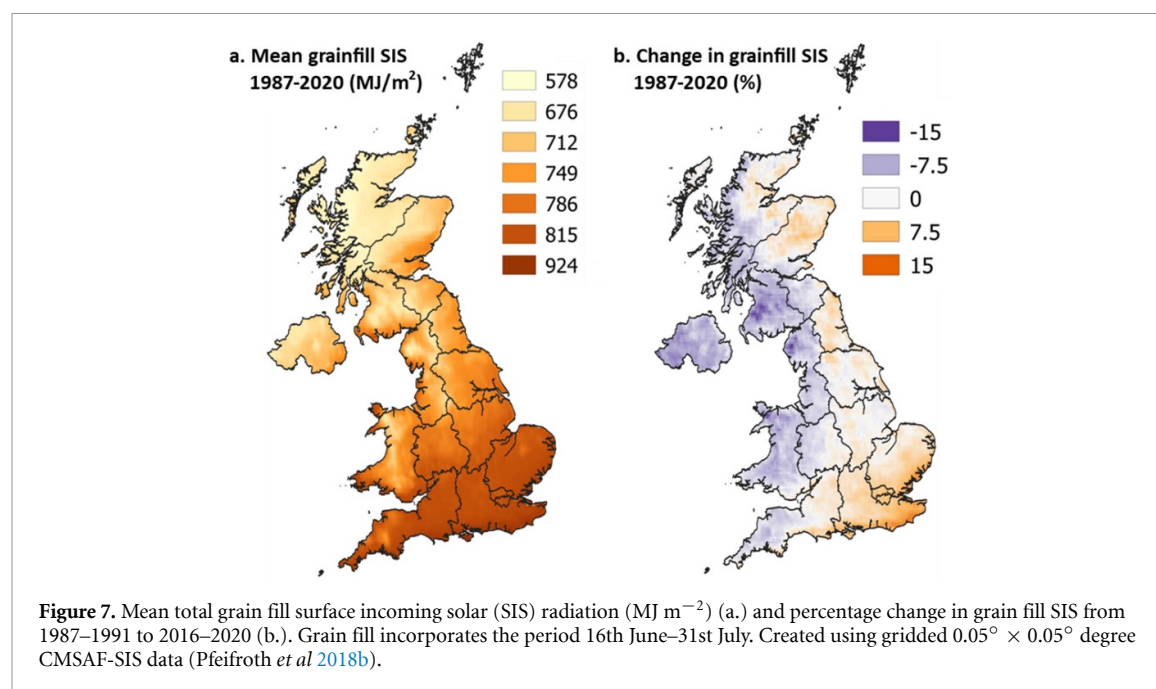 a. Mean grainfill SIS
1987-2020 (MJ/m²)
578
676
712
749
786
815
924
b. Change in grainfill SIS
1987-2020 (%)
-15
-7.5
0
7.5
15
Figure 7. Mean total grain fill surface incoming solar (SIS) radiation (MJ m⁻²) (a.) and percentage change in grain fill SIS from
1987–1991 to 2016–2020 (b.). Grain fill incorporates the period 16th June–31st July. Created using gridded 0.05° × 0.05° degree
CMSAF-SIS data (Pfeifroth et al 2018b).